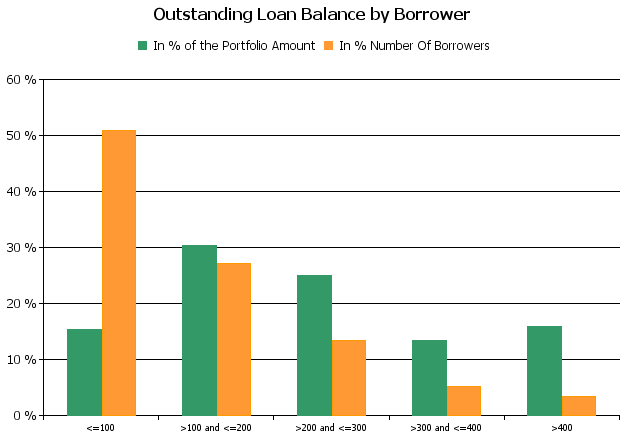 Outstanding Loan Balance by Borrower
In % of the Portfolio Amount In % Number Of Borrowers
60 %
50 %
40 %
30 %
20 %
10 %
0 %
<=100 >100 and <=200 >200 and <=300 >300 and <=400 >400